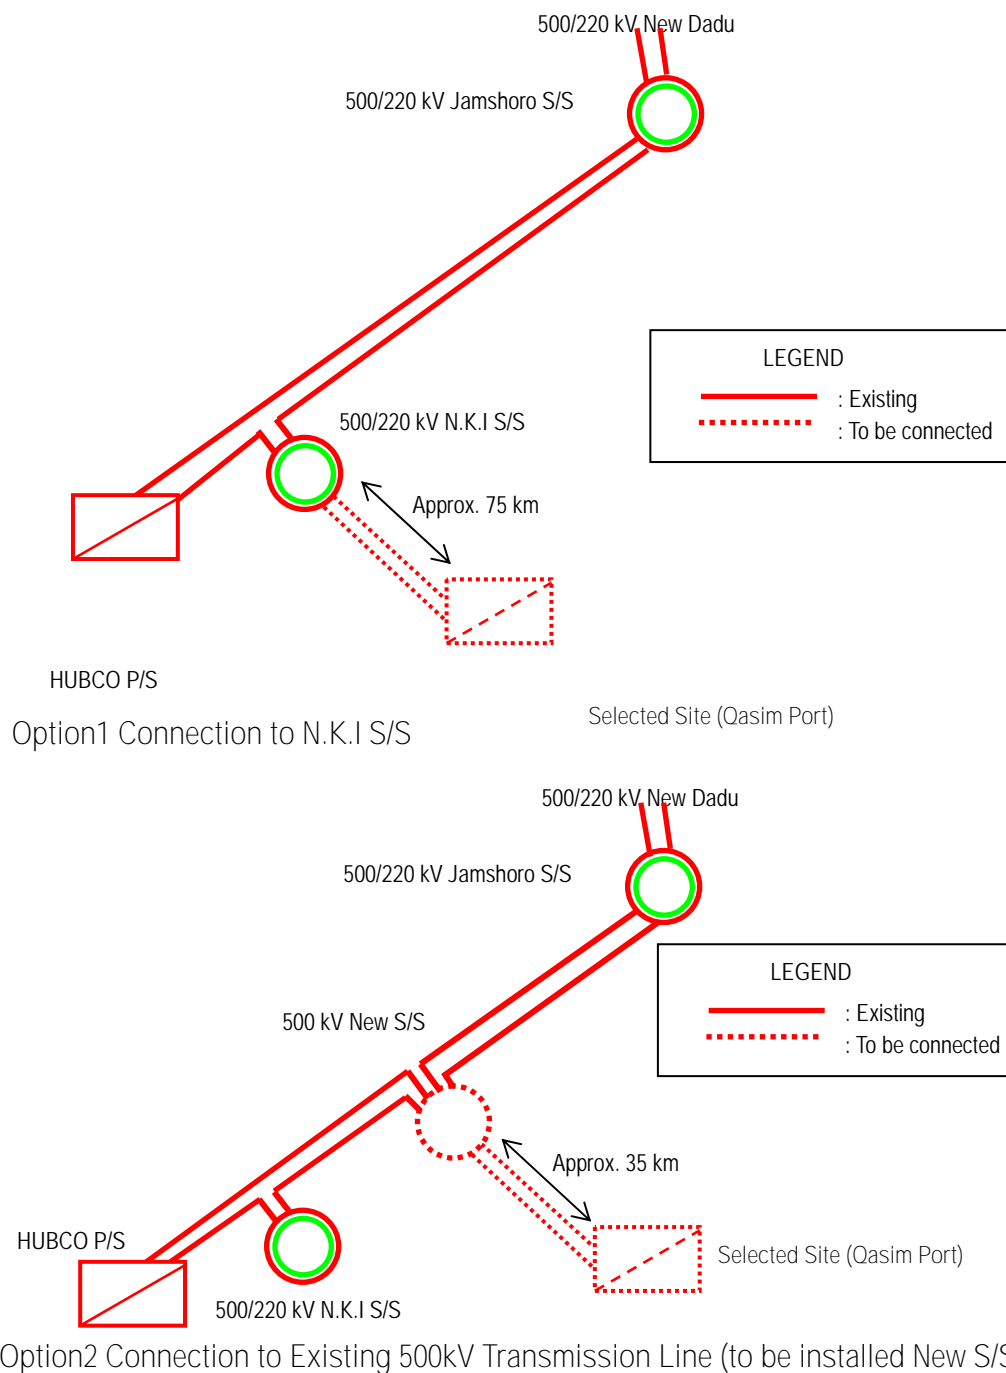 500/220 kV New Dadu
500/220 kV Jamshoro S/S
LEGEND
: Existing
: To be connected
500/220 kV N.K.I S/S
Approx. 75 km
HUBCO P/S
Selected Site (Qasim Port)
Option1 Connection to N.K.I S/S
500/220 kV New Dadu
500/220 kV Jamshoro S/S
LEGEND
: Existing
: To be connected
500 kV New S/S
Approx. 35 km
HUBCO P/S
Selected Site (Qasim Port)
500/220 kV N.K.I S/S
Option2 Connection to Existing 500kV Transmission Line (to be installed New S/S